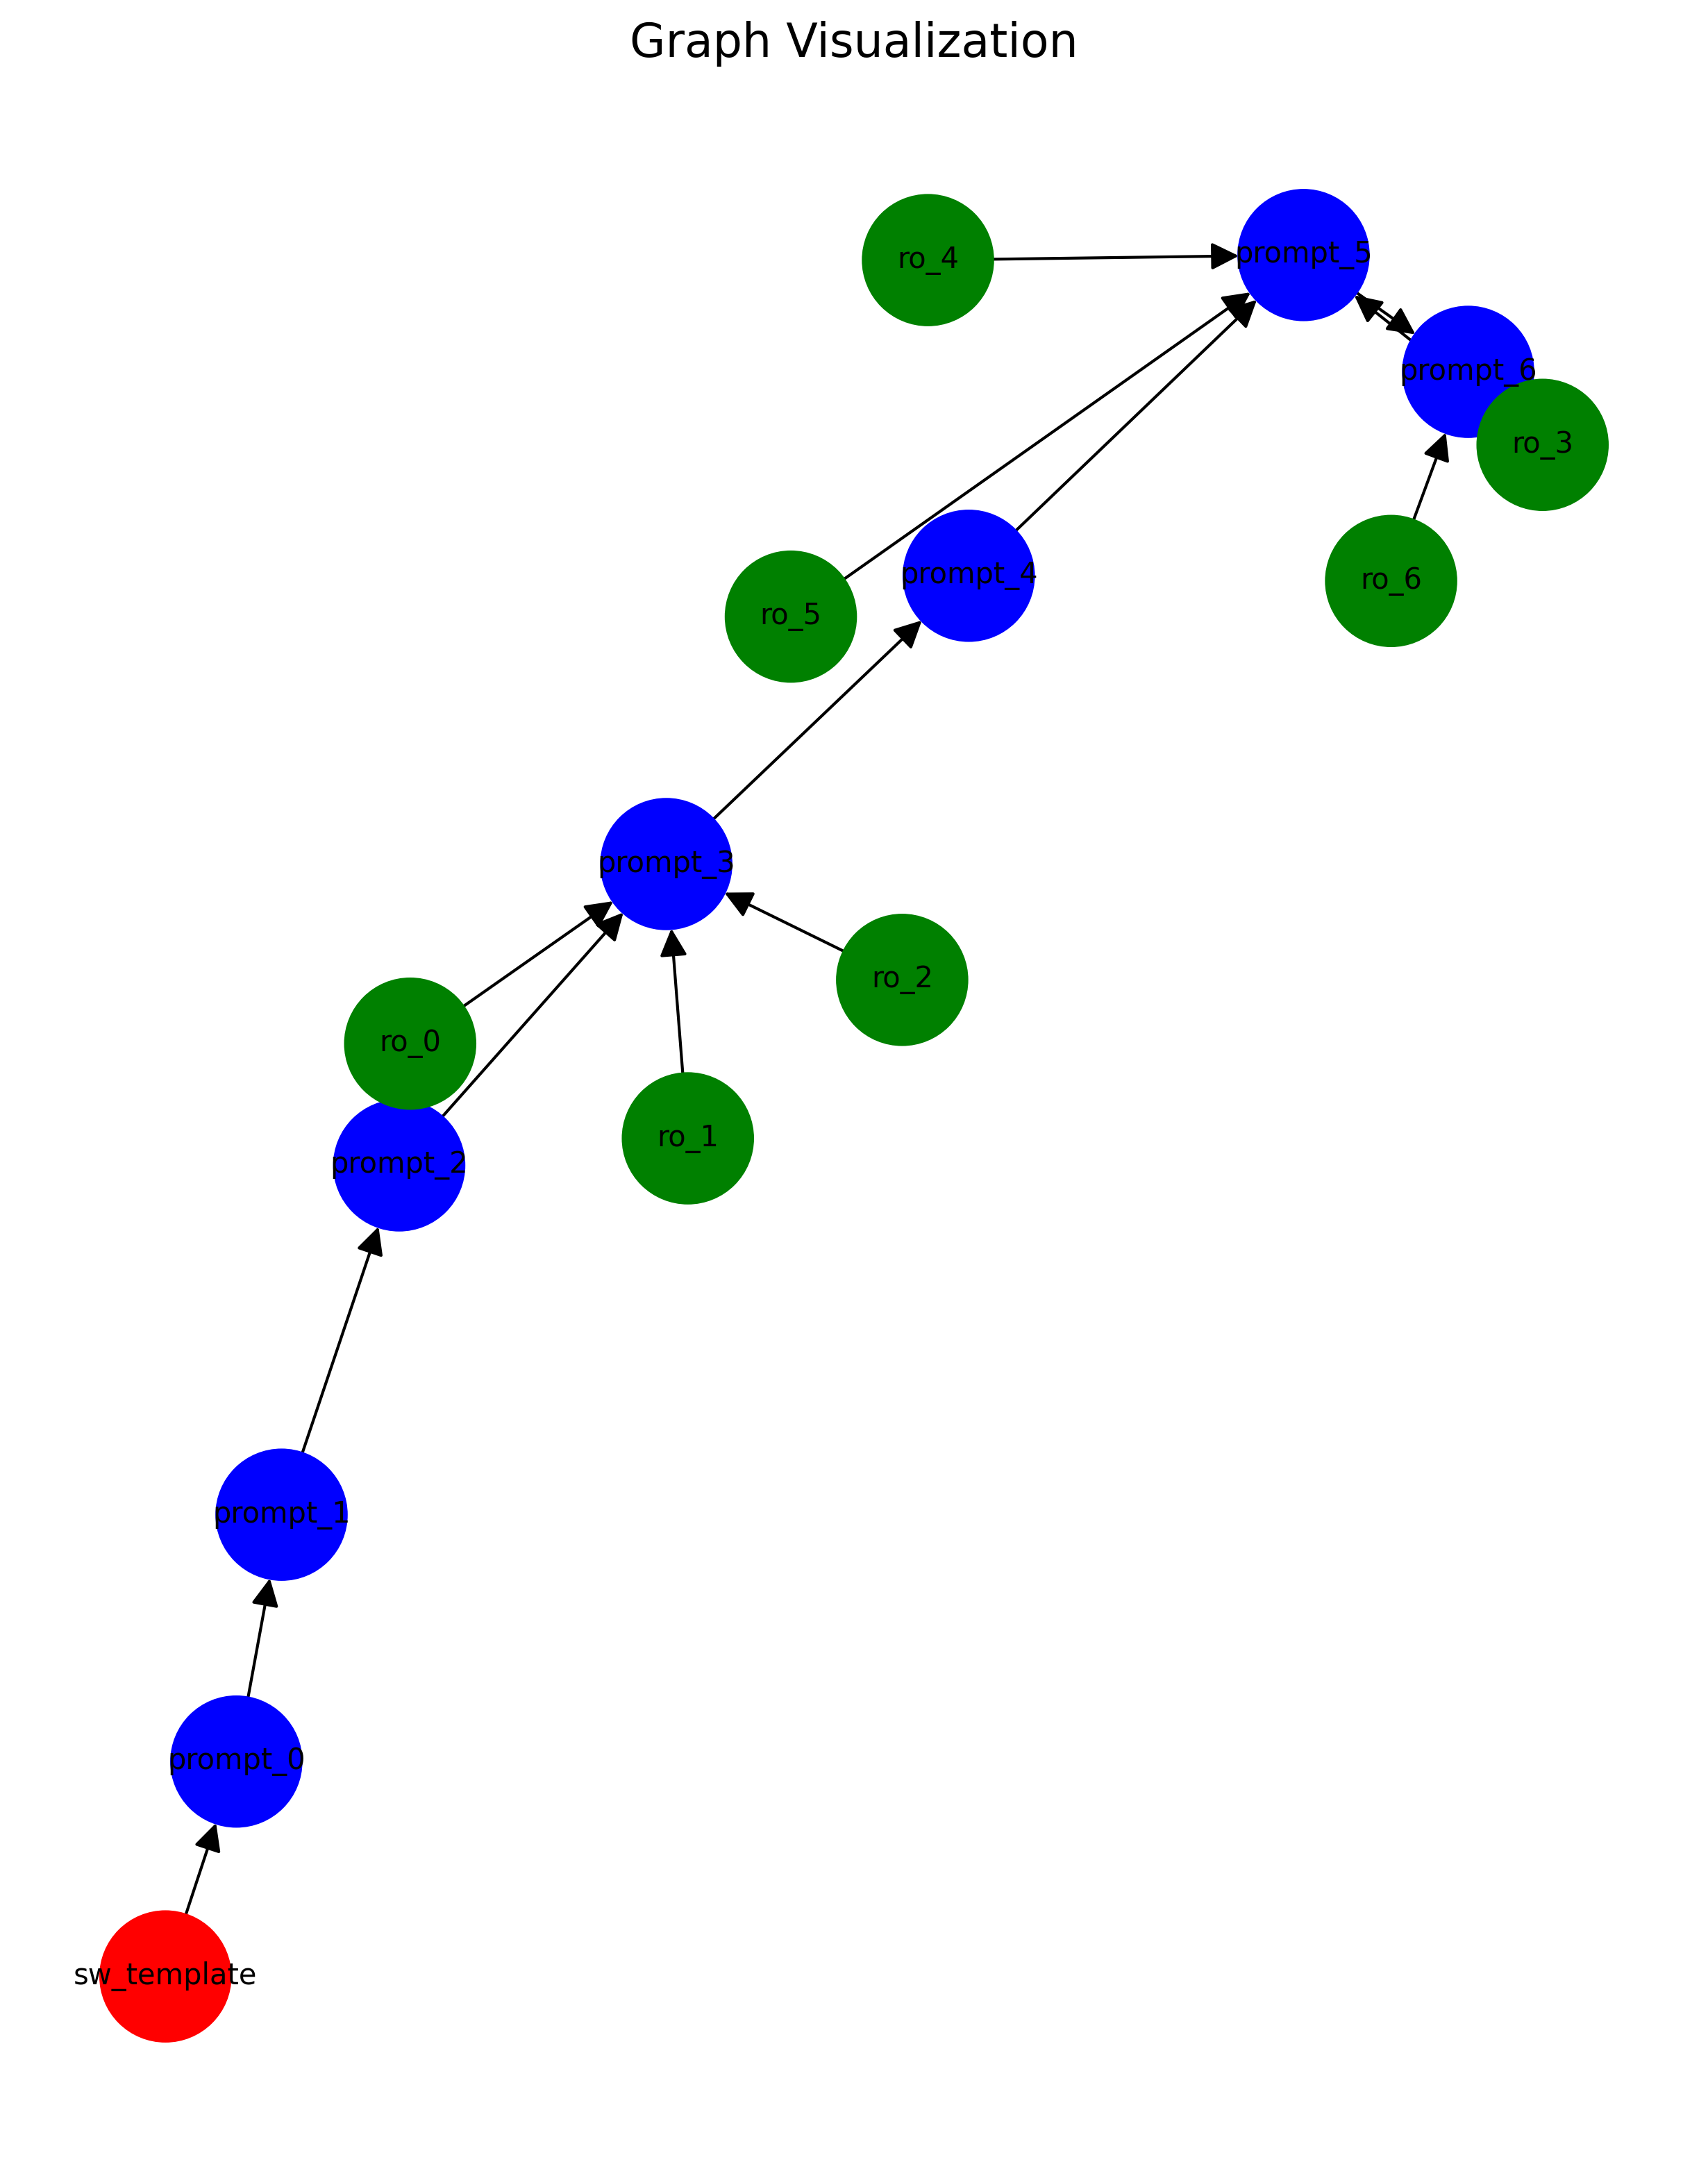 Graph Visualization
prompt_5
ro_4
prompt_6
ro_3
prompt_4
ro_6
ro_5
prompt_3
ro_2
ro_0
ro_1
prompt_2
prompt_1
prompt_0
sw_template